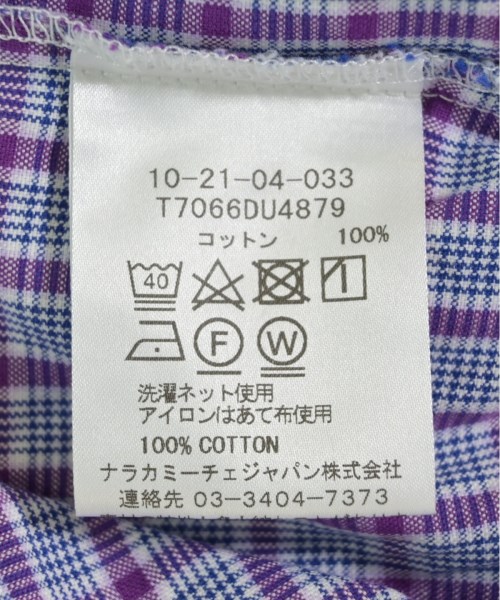 10-21-04-033
T7066DU4879
コットン 100%
40
F W
洗濯ネット使用
アイロンはあて布使用
100% COTTON
ナラカミーチェジャパン株式会社
連絡先 03-3404-7373